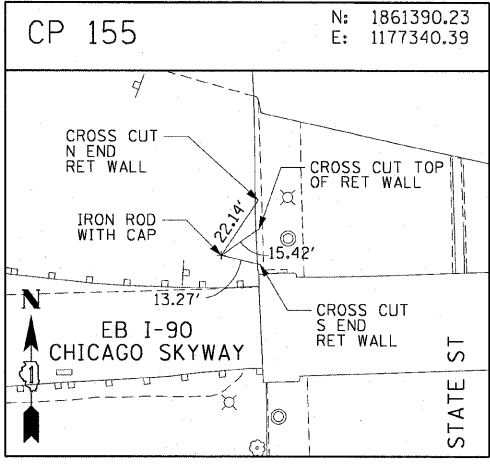 CP 155
N: 1861390.23
E: 1177340.39
CROSS CUT
N END
RET WALL
CROSS CUT TOP
OF RET WALL
22.14'
IRON ROD
WITH CAP
15.42'
13.27'
N
CROSS CUT
S END
RET WALL
EB I-90
CHICAGO SKYWAY
1
STATE ST